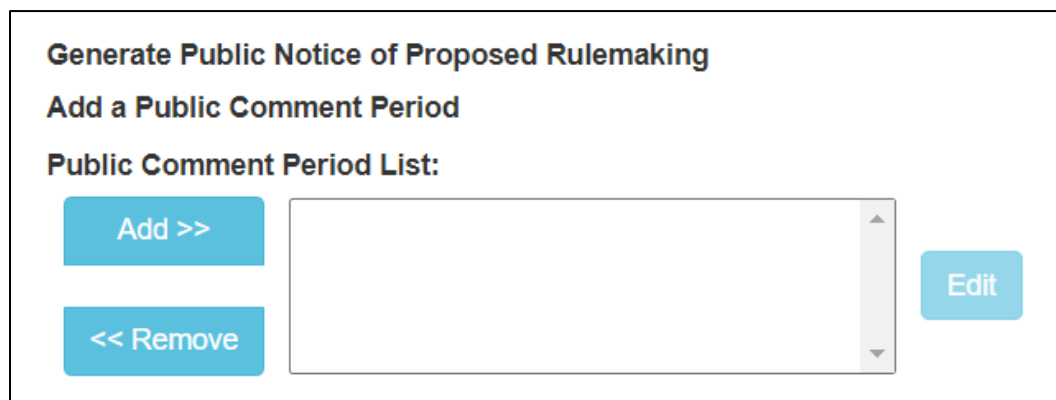 Generate Public Notice of Proposed Rulemaking
Add a Public Comment Period
Public Comment Period List:
Add >>
Edit
<< Remove